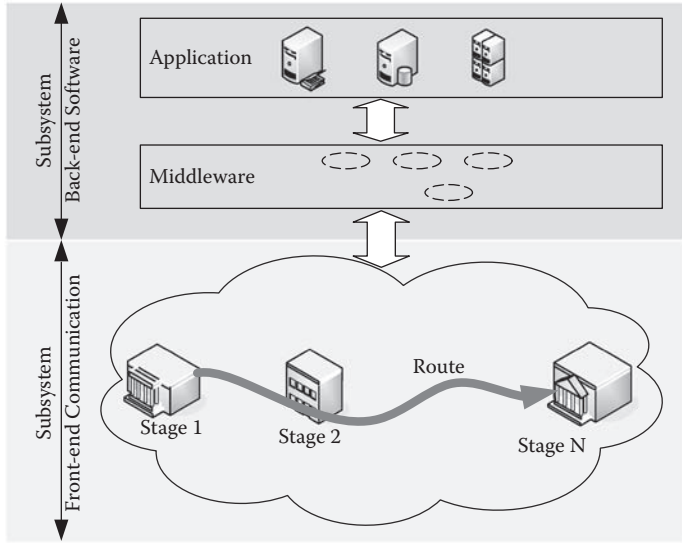 Subsystem
Back-end Software
Application
Middleware
Subsystem
Front-end Communication
Route
Stage 1
Stage 2
Stage N